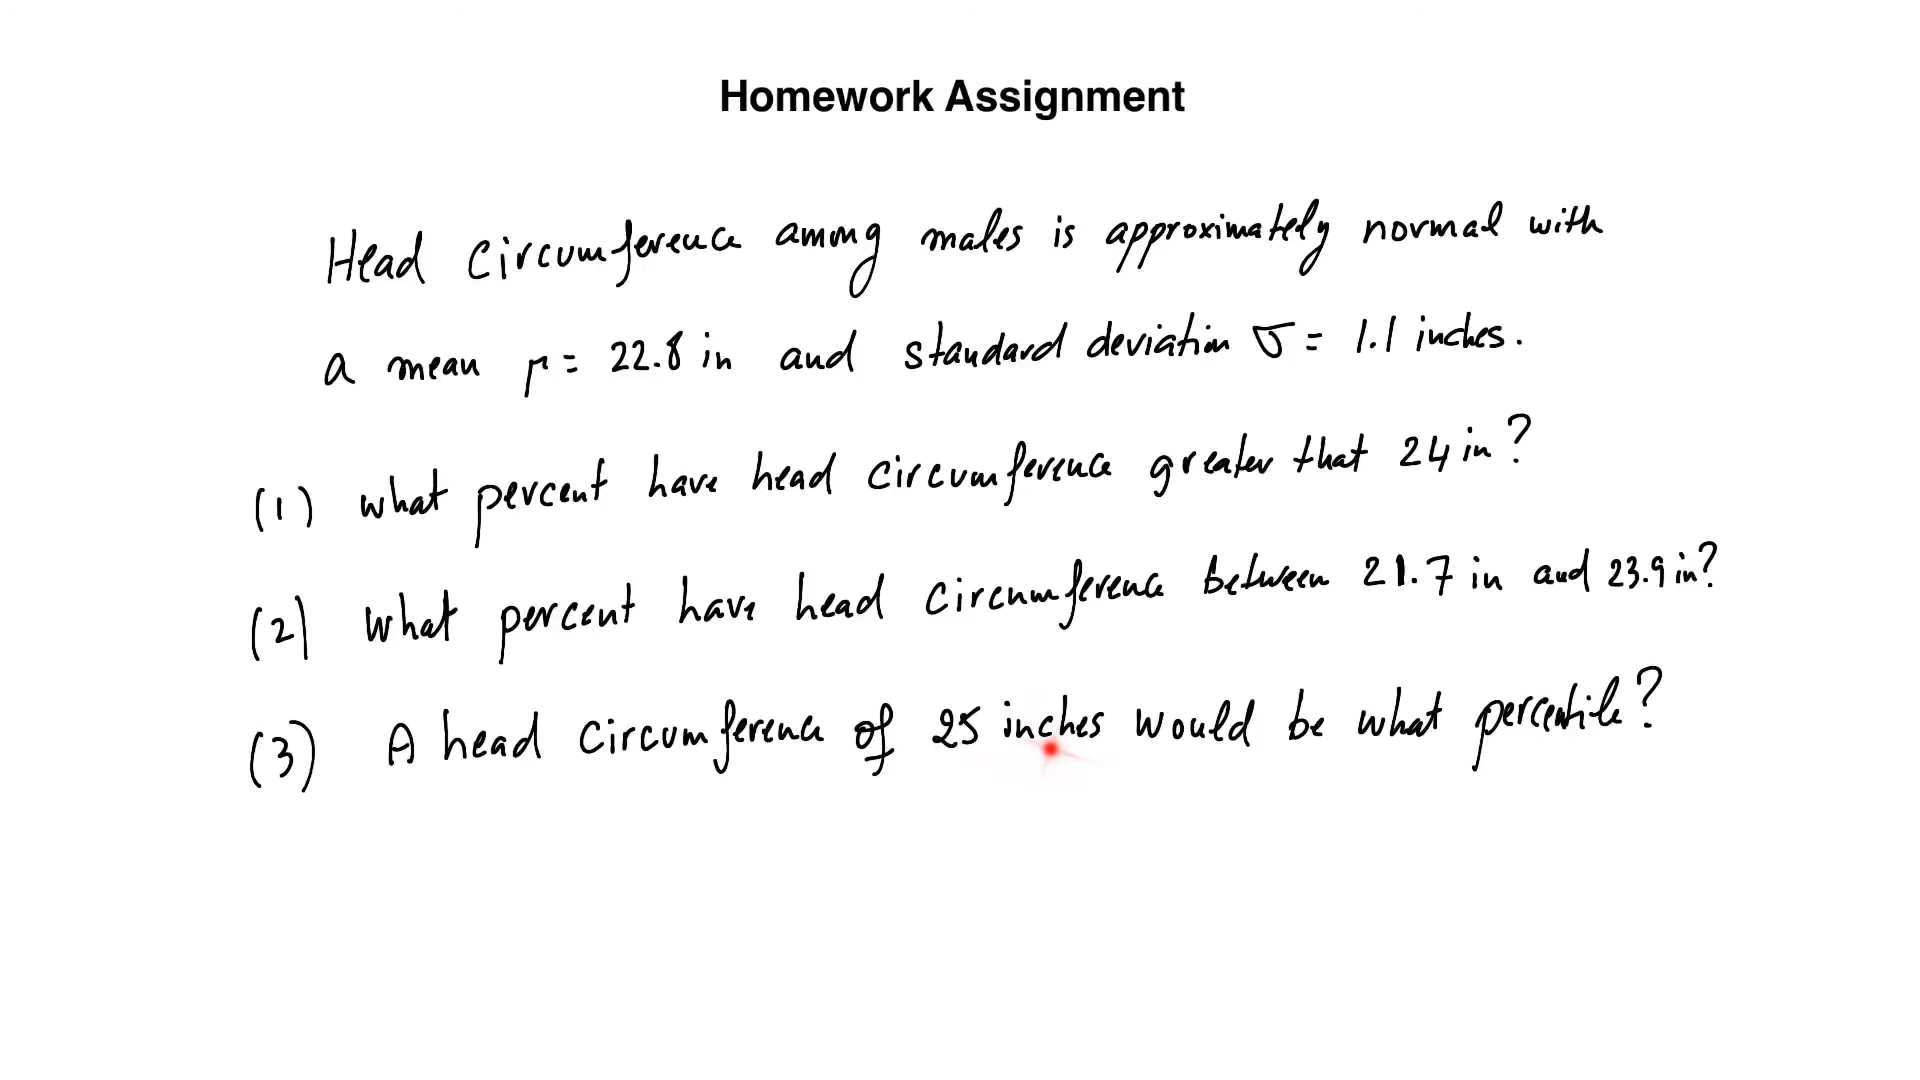 Homework Assignment
Head circumference among males is approximately normal with
a mean μ = 22.8 in and standard deviation σ = 1.1 inches.
(1) what percent have head circumference greater that 24 in?
(2) What percent have head circumference between 21.7 in and 23.9 in?
(3) A head circumference of 25 inches would be what percentile?